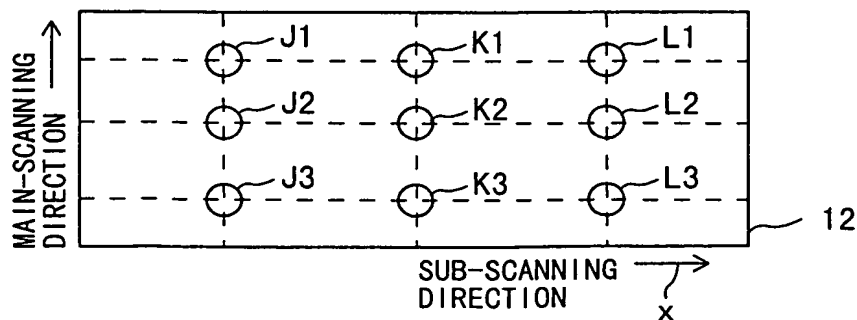 J1 K1 L1
J2 K2 L2
J3 K3 L3
MAIN-SCANNING
DIRECTION
12
SUB-SCANNING
DIRECTION
x